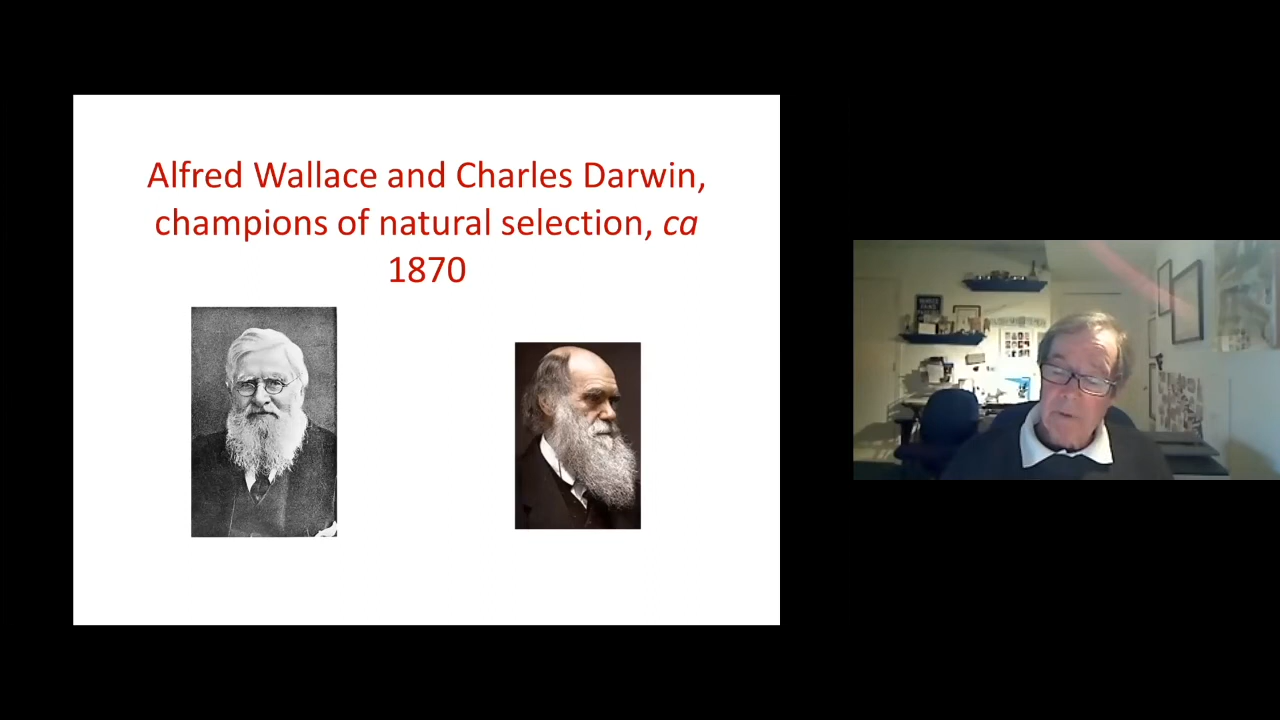 Alfred Wallace and Charles Darwin,
champions of natural selection, ca
1870